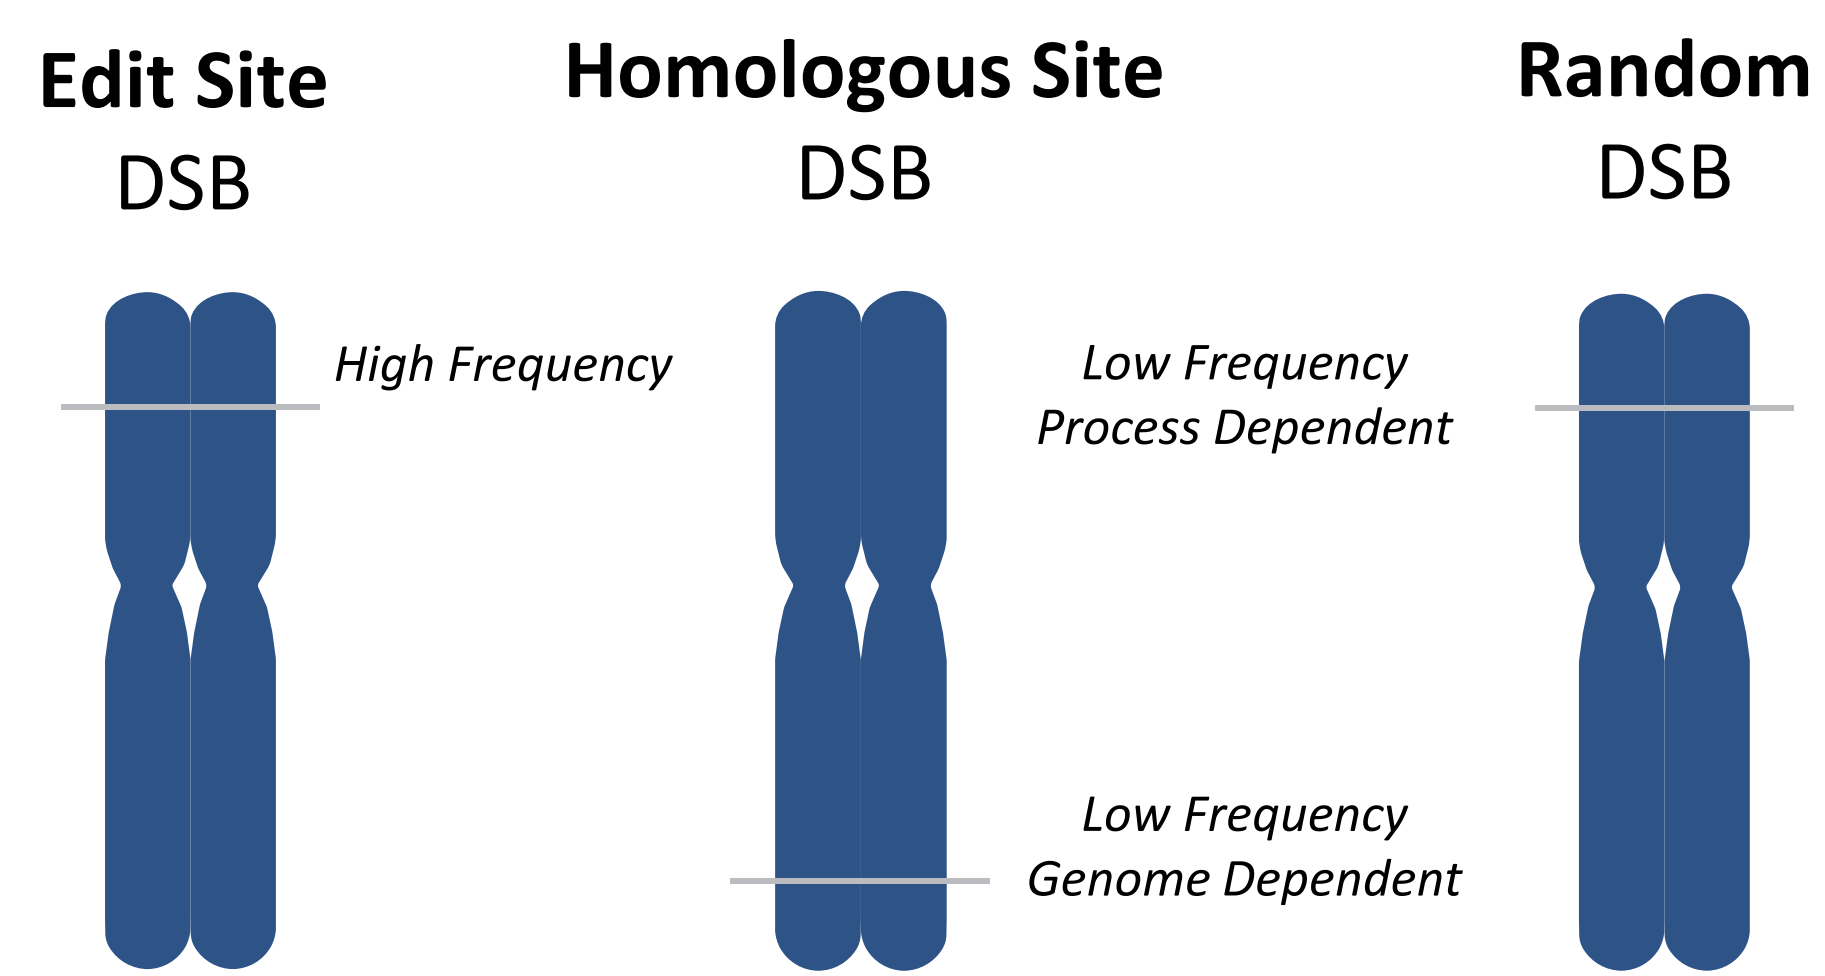 Edit Site
DSB
High Frequency
Homologous Site
DSB
Low Frequency
Genome Dependent
Random
DSB
Low Frequency
Process Dependent